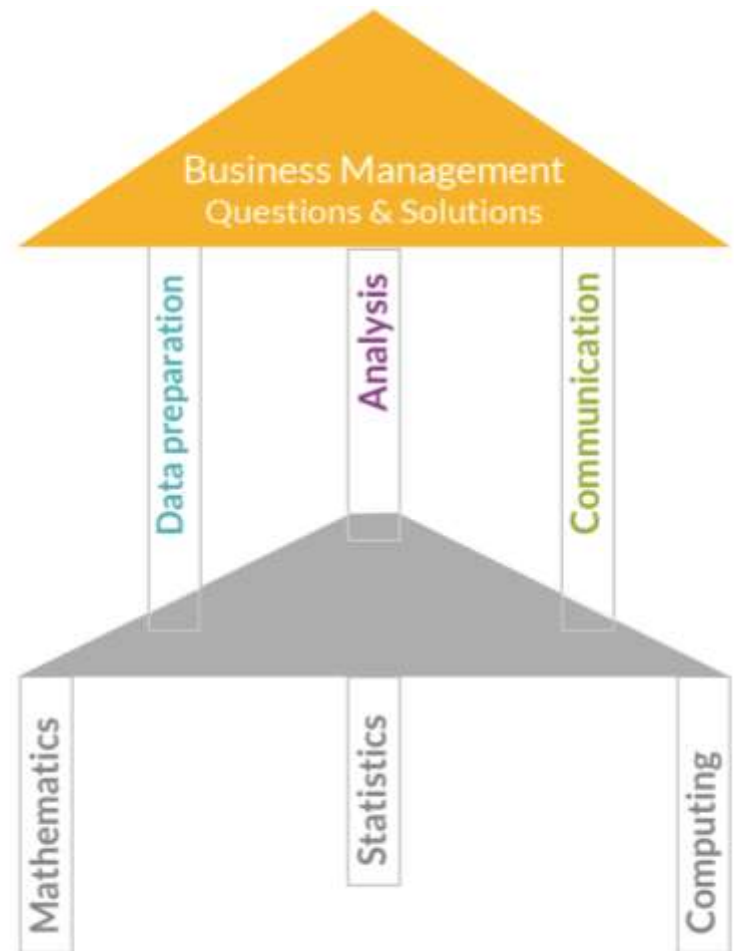 Business Management
Questions & Solutions
Data preparation
Analysis
Communication
Mathematics
Statistics
Computing